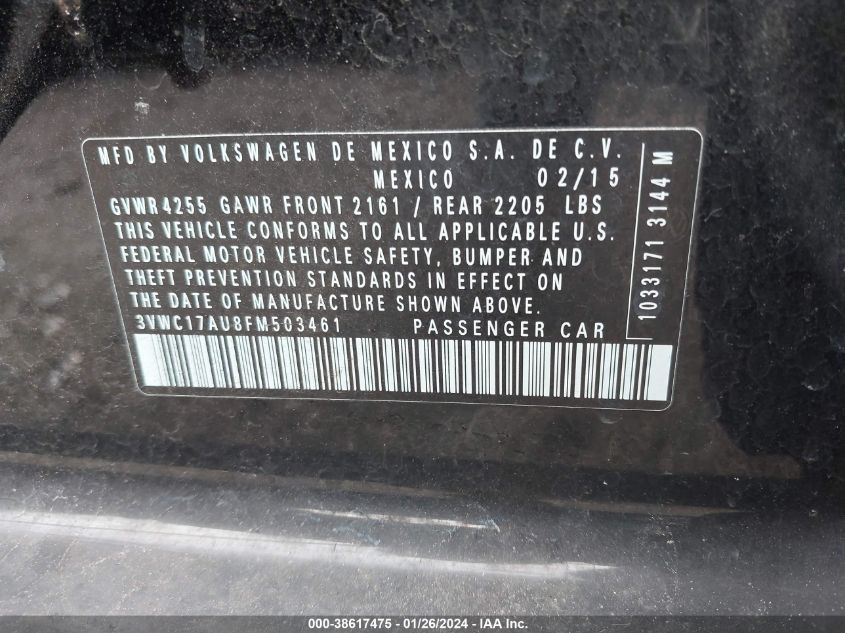 MFD BY VOLKSWAGEN DE MEXICO S.A. DE C.V.
MEXICO 02/15
GVWR 4255 GAWR FRONT 2161 / REAR 2205 LBS
THIS VEHICLE CONFORMS TO ALL APPLICABLE U.S.
FEDERAL MOTOR VEHICLE SAFETY, BUMPER AND
THEFT PREVENTION STANDARDS IN EFFECT ON
THE DATE OF MANUFACTURE SHOWN ABOVE.
3VWC17AU8FM503461 PASSENGER CAR
1033171 3144 M
000-38617475 - 01/26/2024 - IAA Inc.